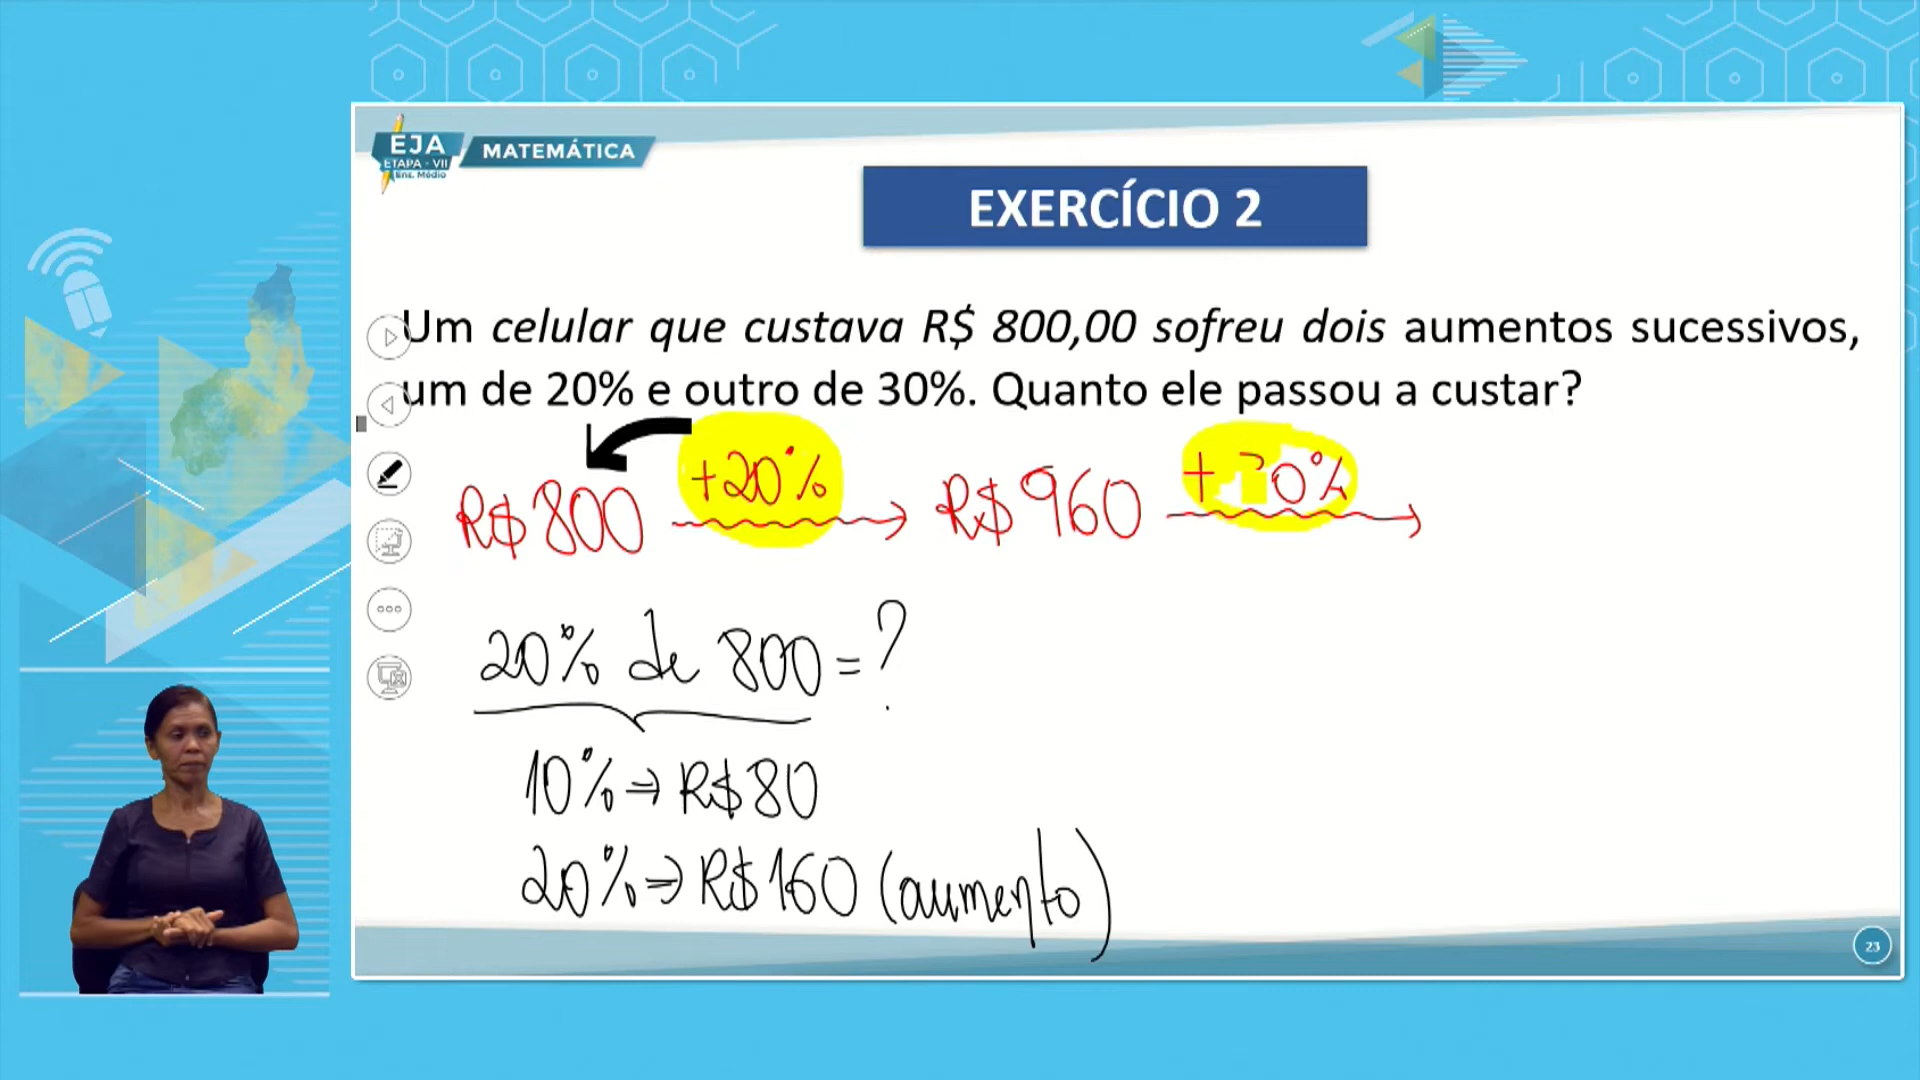 EJA
ETAPA - VII
Ens. Médio
MATEMÁTICA
EXERCÍCIO 2
Um celular que custava R$ 800,00 sofreu dois aumentos sucessivos,
um de 20% e outro de 30%. Quanto ele passou a custar?
R$800 +20% R$960 +30%
20% de 800=?
10%⇒R$80
20%⇒R$160 (aumento)
23